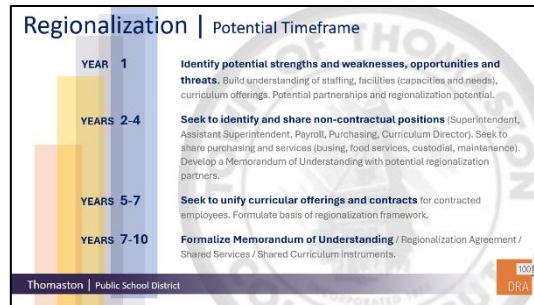 Regionalization | Potential Timeframe
YEAR 1
Identify potential strengths and weaknesses, opportunities and
threats. Build understanding of staffing, facilities (capacities and needs),
curriculum offerings. Potential partnerships and regionalization potential.
YEARS 2-4
Seek to identify and share non-contractual positions (Superintendent,
Assistant Superintendent, Payroll, Purchasing, Curriculum Director). Seek to
share purchasing and services (busing, food services, custodial, maintenance).
Develop a Memorandum of Understanding with potential regionalization
partners.
YEARS 5-7
Seek to unify curricular offerings and contracts for contracted
employees. Formulate basis of regionalization framework.
YEARS 7-10
Formalize Memorandum of Understanding / Regionalization Agreement /
Shared Services / Shared Curriculum instruments.
Thomaston | Public School District
DRA
TOWN OF THOMASTON